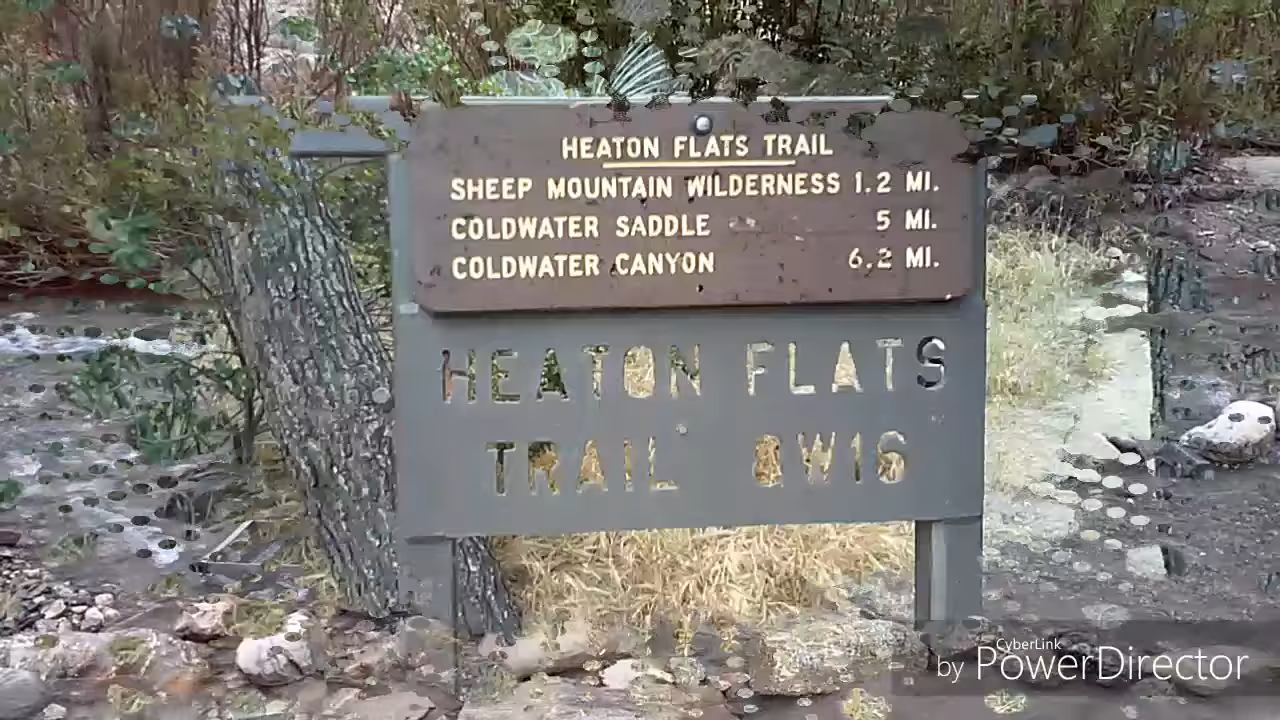 HEATON FLATS TRAIL
SHEEP MOUNTAIN WILDERNESS 1.2 MI.
COLDWATER SADDLE 5 MI.
COLDWATER CANYON 6.2 MI.
HEATON FLATS
TRAIL 8W16
CyberLink
by PowerDirector